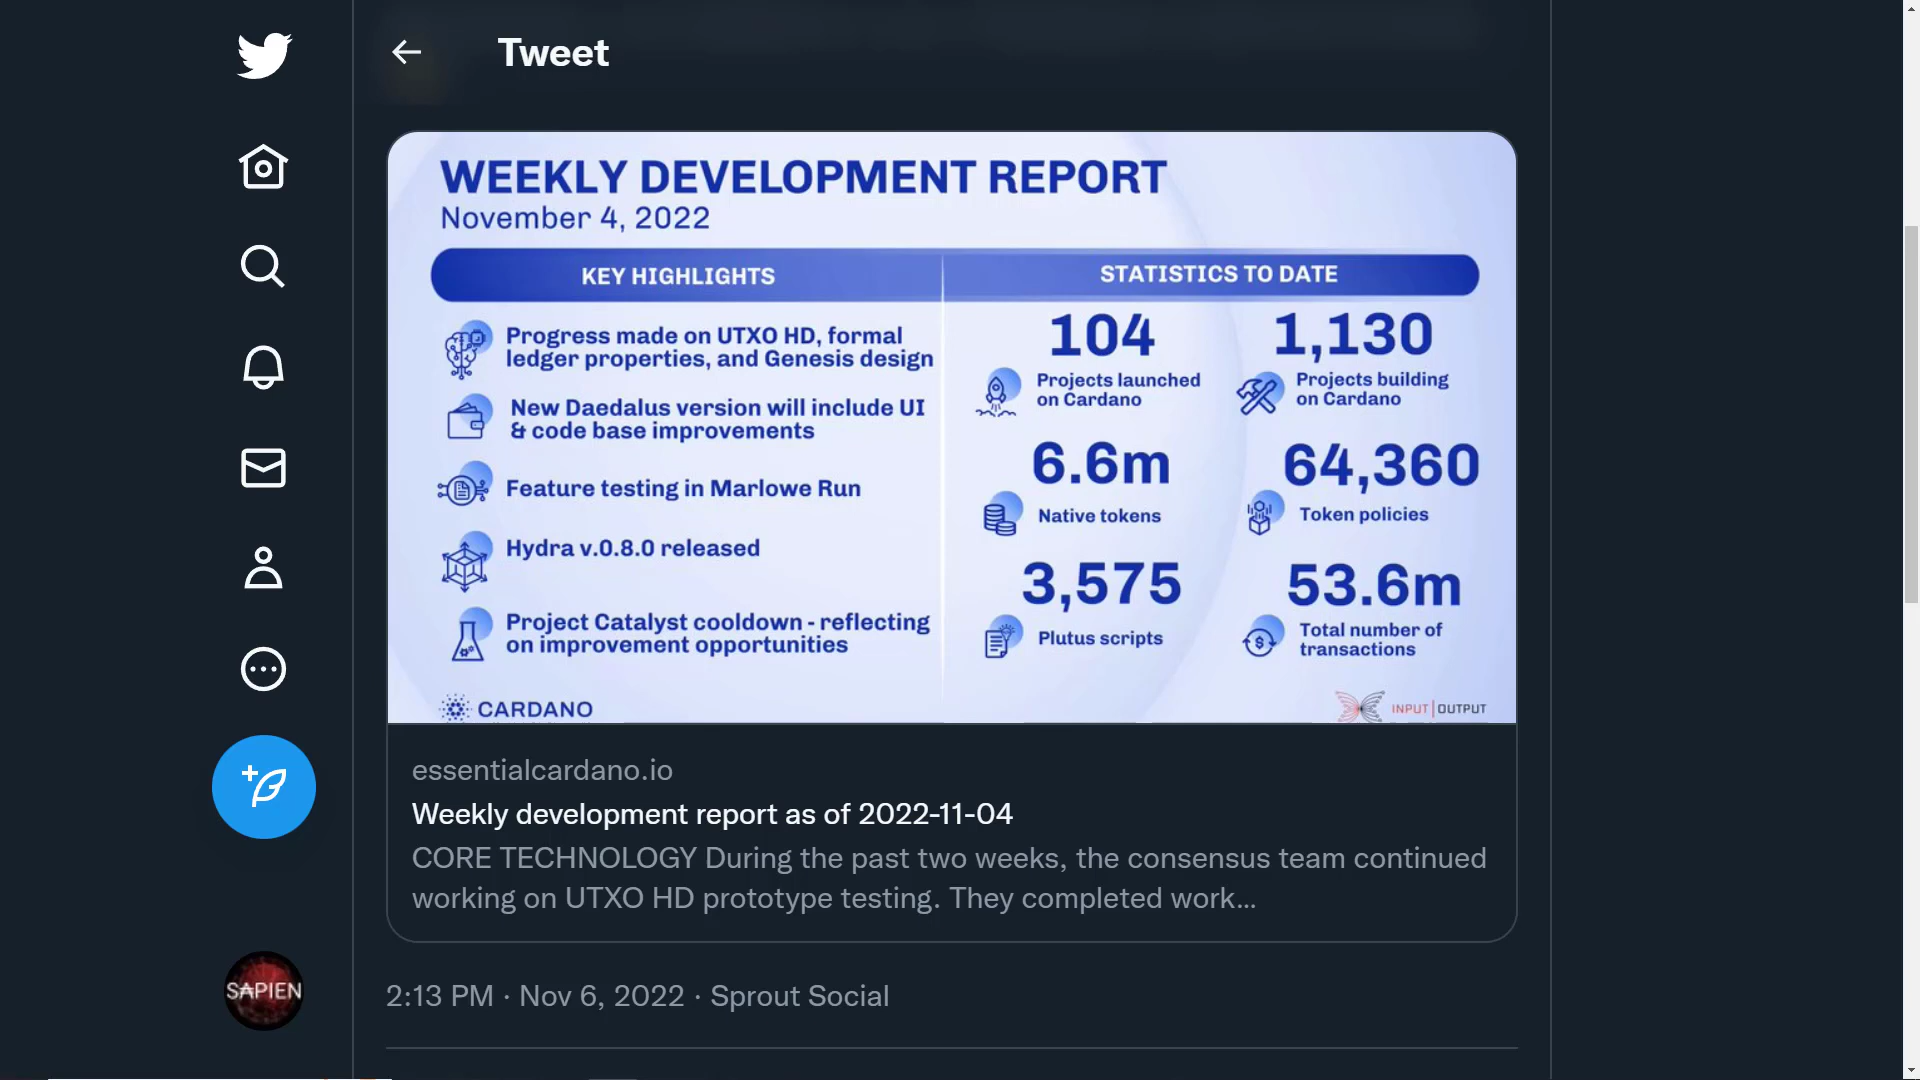 Tweet
WEEKLY DEVELOPMENT REPORT
November 4, 2022
KEY HIGHLIGHTS
Progress made on UTXO HD, formal
ledger properties, and Genesis design
New Daedalus version will include UI
& code base improvements
Feature testing in Marlowe Run
Hydra v.0.8.0 released
Project Catalyst cooldown - reflecting
on improvement opportunities
STATISTICS TO DATE
104
Projects launched
on Cardano
1,130
Projects building
on Cardano
6.6m
Native tokens
64,360
Token policies
3,575
Plutus scripts
53.6m
Total number of
transactions
CARDANO
INPUT | OUTPUT
essentialcardano.io
Weekly development report as of 2022-11-04
CORE TECHNOLOGY During the past two weeks, the consensus team continued
working on UTXO HD prototype testing. They completed work...
SAPIEN
2:13 PM · Nov 6, 2022 · Sprout Social